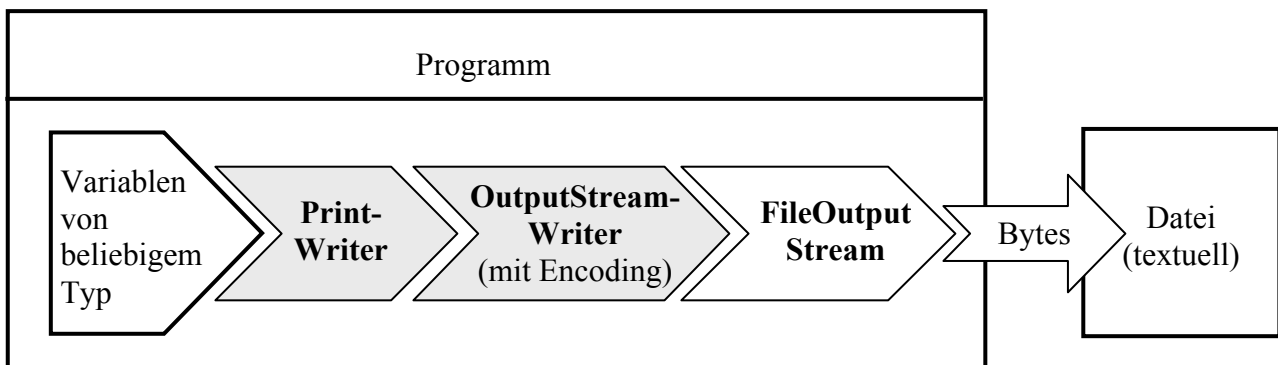 Programm
Variablen
von
beliebigem
Typ
Print-
Writer
OutputStream-
Writer
(mit Encoding)
FileOutput
Stream
Bytes
Datei
(textuell)